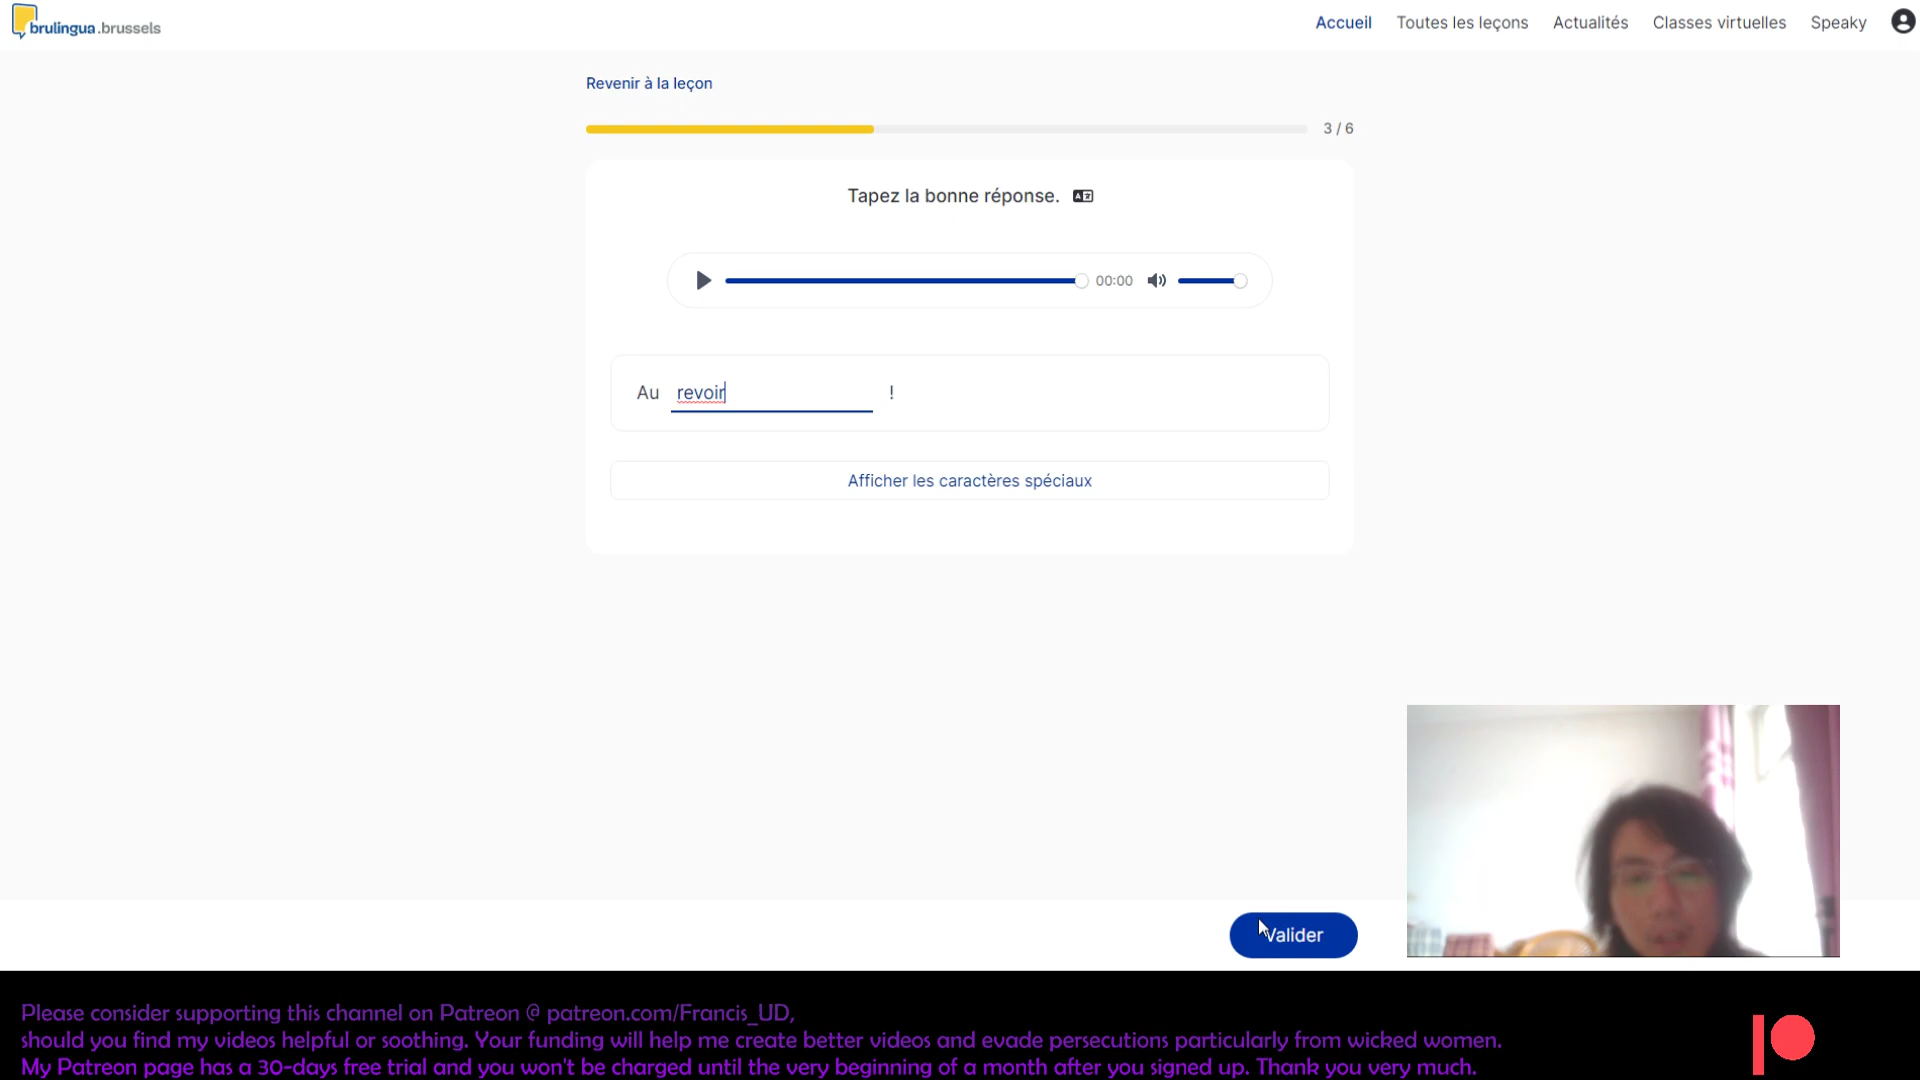 brulingua.brussels
Accueil Toutes les leçons Actualités Classes virtuelles Speaky
Revenir à la leçon
3 / 6
Tapez la bonne réponse.
00:00
Au revoir !
Afficher les caractères spéciaux
Valider
Please consider supporting this channel on Patreon @ patreon.com/Francis_UD,
should you find my videos helpful or soothing. Your funding will help me create better videos and evade persecutions particularly from wicked women.
My Patreon page has a 30-days free trial and you won't be charged until the very beginning of a month after you signed up. Thank you very much.